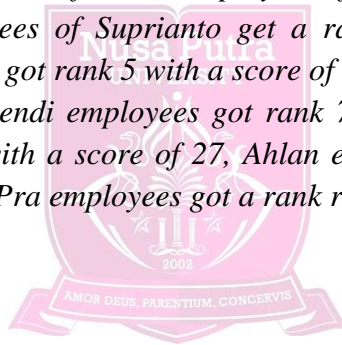 ees of Suprianto get a ra
got rank 5 with a score of
endi employees got rank 7
ith a score of 27, Ahlan e
Pra employees got a rank r
Nusa Putra
UNIVERSITY
2002
AMOR DEUS, PARENTIUM, CONCERVIS